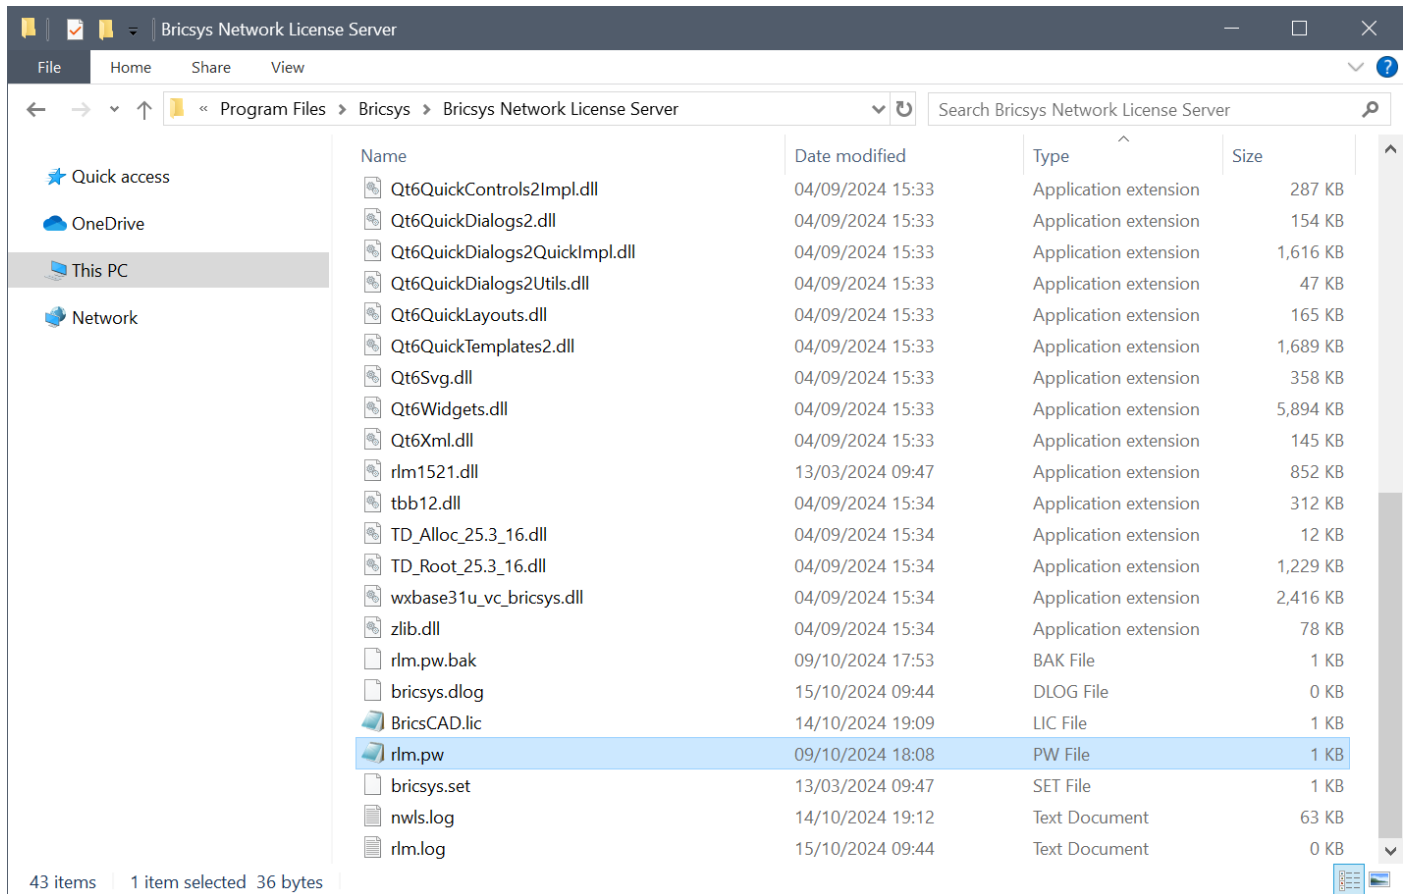 Bricsys Network License Server
File Home Share View
?
« Program Files > Bricsys > Bricsys Network License Server
Search Bricsys Network License Server
Quick access
OneDrive
This PC
Network
Name Date modified Type Size
Qt6QuickControls2Impl.dll 04/09/2024 15:33 Application extension 287 KB
Qt6QuickDialogs2.dll 04/09/2024 15:33 Application extension 154 KB
Qt6QuickDialogs2QuickImpl.dll 04/09/2024 15:33 Application extension 1,616 KB
Qt6QuickDialogs2Utils.dll 04/09/2024 15:33 Application extension 47 KB
Qt6QuickLayouts.dll 04/09/2024 15:33 Application extension 165 KB
Qt6QuickTemplates2.dll 04/09/2024 15:33 Application extension 1,689 KB
Qt6Svg.dll 04/09/2024 15:33 Application extension 358 KB
Qt6Widgets.dll 04/09/2024 15:33 Application extension 5,894 KB
Qt6Xml.dll 04/09/2024 15:33 Application extension 145 KB
rlm1521.dll 13/03/2024 09:47 Application extension 852 KB
tbb12.dll 04/09/2024 15:34 Application extension 312 KB
TD_Alloc_25.3_16.dll 04/09/2024 15:34 Application extension 12 KB
TD_Root_25.3_16.dll 04/09/2024 15:34 Application extension 1,229 KB
wxbase31u_vc_bricsys.dll 04/09/2024 15:34 Application extension 2,416 KB
zlib.dll 04/09/2024 15:34 Application extension 78 KB
rlm.pw.bak 09/10/2024 17:53 BAK File 1 KB
bricsys.dlog 15/10/2024 09:44 DLOG File 0 KB
BricsCAD.lic 14/10/2024 19:09 LIC File 1 KB
rlm.pw 09/10/2024 18:08 PW File 1 KB
bricsys.set 13/03/2024 09:47 SET File 1 KB
nwls.log 14/10/2024 19:12 Text Document 63 KB
rlm.log 15/10/2024 09:44 Text Document 0 KB
43 items 1 item selected 36 bytes